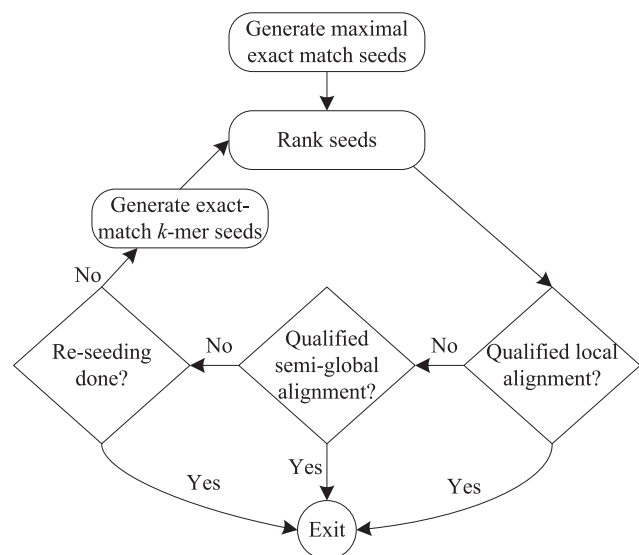 Generate maximal
exact match seeds
Rank seeds
Generate exact-
match k-mer seeds
No
Re-seeding
done?
No
Qualified
semi-global
alignment?
No
Qualified local
alignment?
Yes
Yes
Yes
Exit